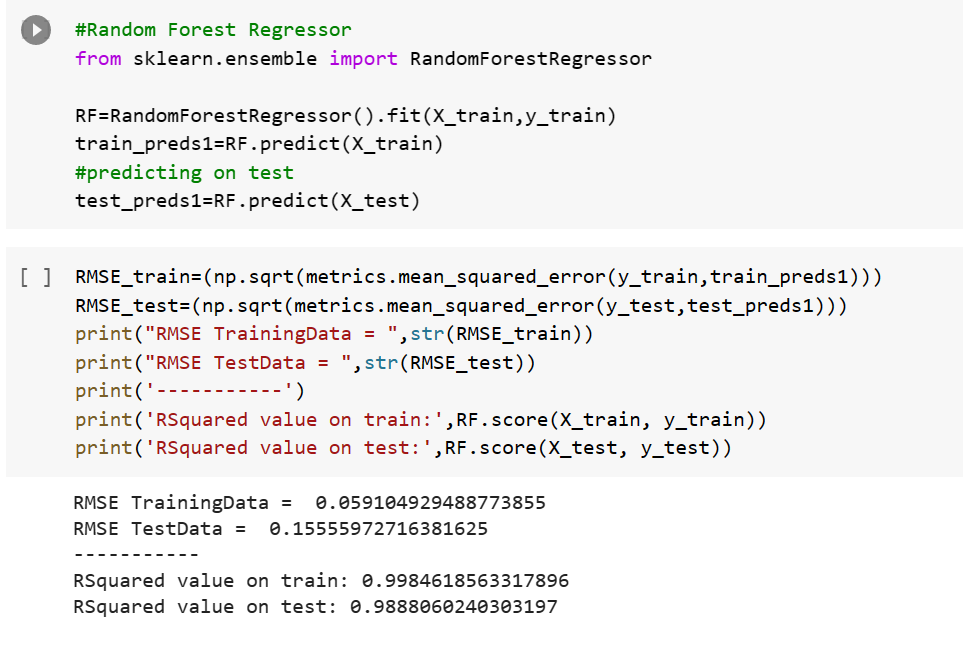 #Random Forest Regressor
from sklearn.ensemble import RandomForestRegressor
RF=RandomForestRegressor().fit(X_train,y_train)
train_preds1=RF.predict(X_train)
#predicting on test
test_preds1=RF.predict(X_test)
[ ] RMSE_train=(np.sqrt(metrics.mean_squared_error(y_train,train_preds1)))
RMSE_test=(np.sqrt(metrics.mean_squared_error(y_test,test_preds1)))
print("RMSE TrainingData = ",str(RMSE_train))
print("RMSE TestData = ",str(RMSE_test))
print('-----------')
print('RSquared value on train:',RF.score(X_train, y_train))
print('RSquared value on test:',RF.score(X_test, y_test))
RMSE TrainingData =  0.059104929488773855
RMSE TestData =  0.15555972716381625
-----------
RSquared value on train: 0.9984618563317896
RSquared value on test: 0.9888060240303197